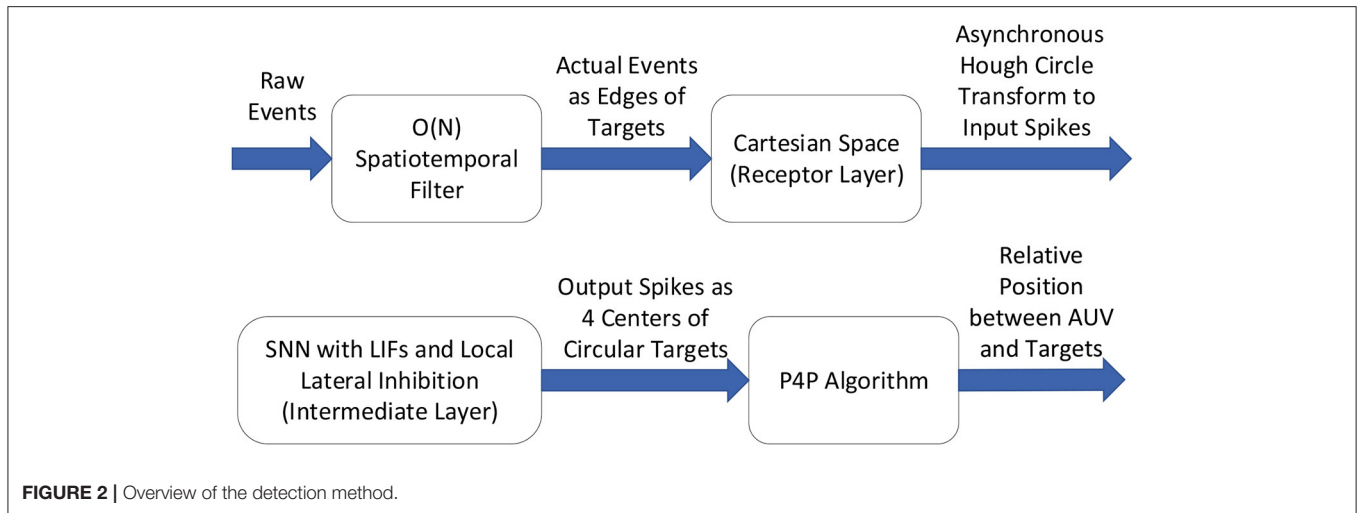 Raw
Events
O(N)
Spatiotemporal
Filter
Actual Events
as Edges of
Targets
Cartesian Space
(Receptor Layer)
Asynchronous
Hough Circle
Transform to
Input Spikes
SNN with LIFs and Local
Lateral Inhibition
(Intermediate Layer)
Output Spikes as
4 Centers of
Circular Targets
P4P Algorithm
Relative
Position
between AUV
and Targets
FIGURE 2 | Overview of the detection method.